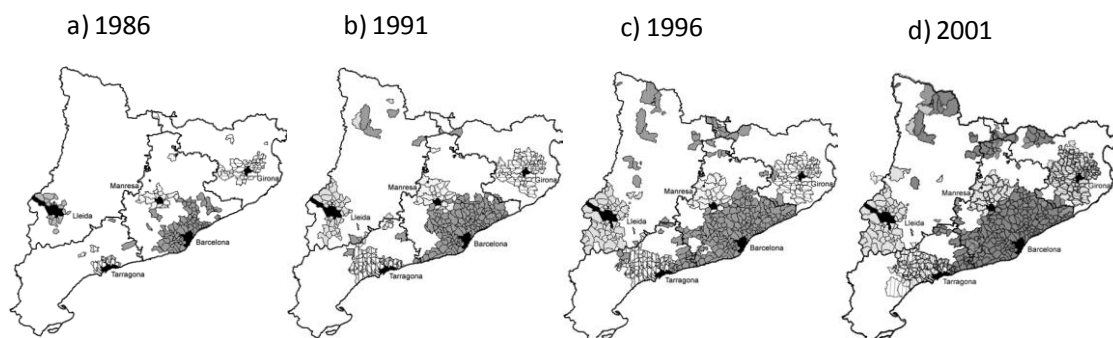 a) 1986
b) 1991
c) 1996
d) 2001
Manresa
Girona
Lleida
Barcelona
Tarragona
Manresa
Girona
Lleida
Barcelona
Tarragona
Manresa
Girona
Lleida
Barcelona
Tarragona
Manresa
Girona
Lleida
Barcelona
Tarragona